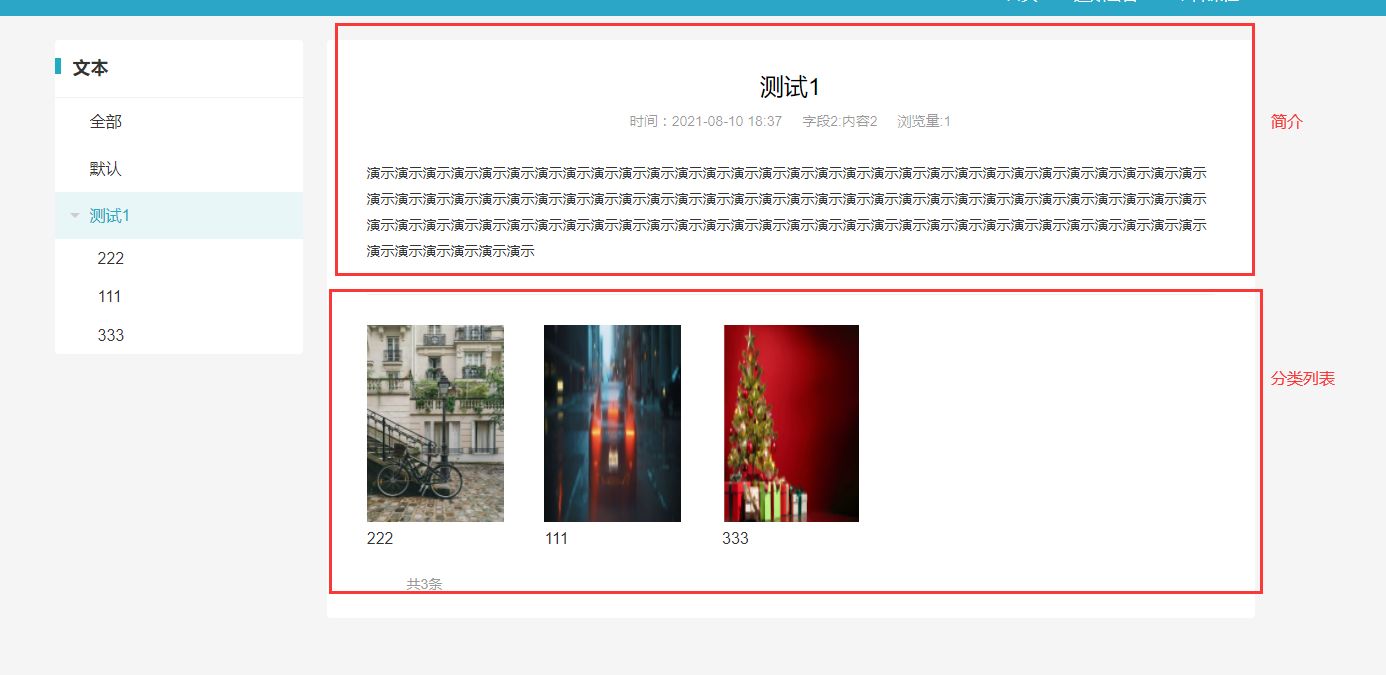 文本
全部
默认
测试1
222
111
333
测试1
时间：2021-08-10 18:37 字段2:内容2 浏览量:1
演示演示演示演示演示演示演示演示演示演示演示演示演示演示演示演示演示演示演示演示演示演示演示演示演示演示演示演示演示演示
演示演示演示演示演示演示演示演示演示演示演示演示演示演示演示演示演示演示演示演示演示演示演示演示演示演示演示演示演示演示
演示演示演示演示演示演示演示演示演示演示演示演示演示演示演示演示演示演示演示演示演示演示演示演示演示演示演示演示演示演示
演示演示演示演示演示演示
简介
222 111 333
共3条
分类列表